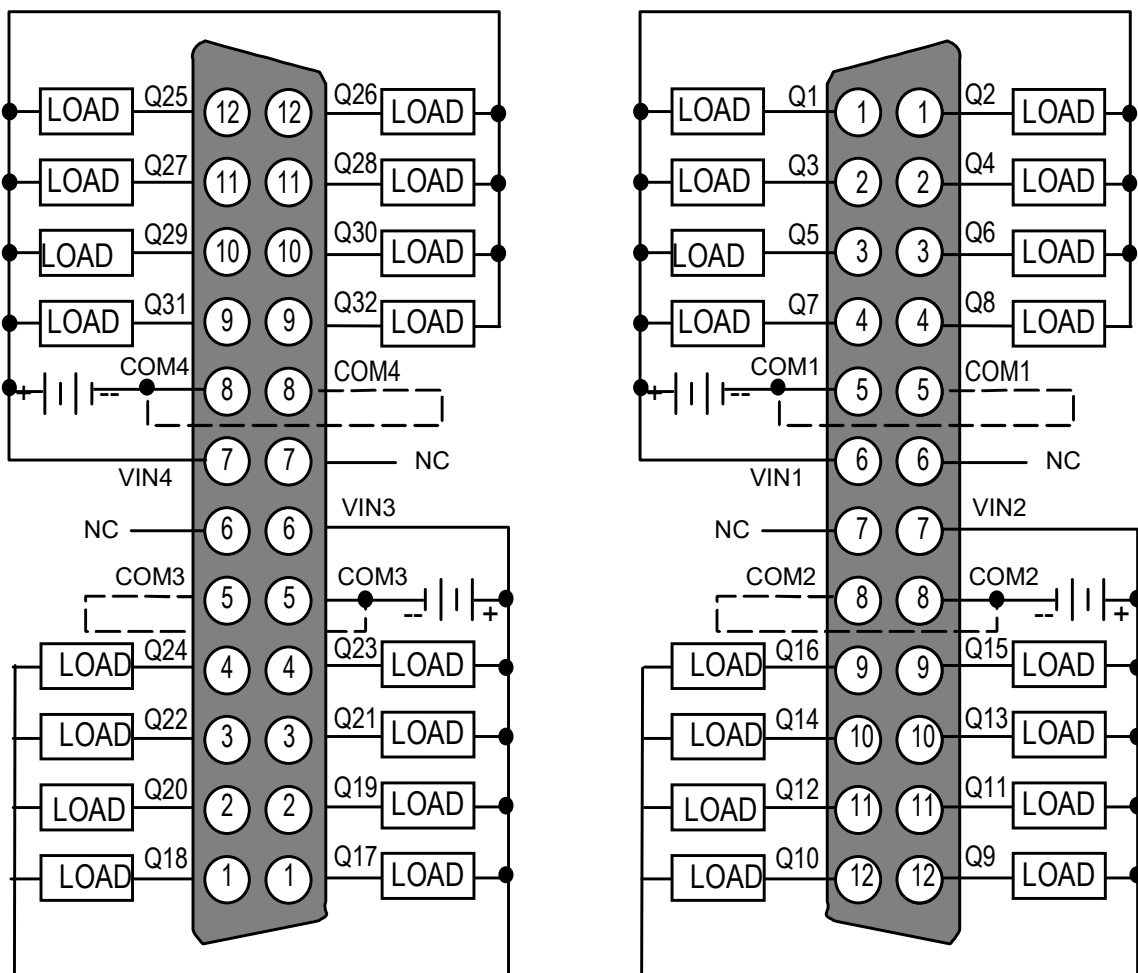 LOAD Q25 12 12 Q26 LOAD
LOAD Q27 11 11 Q28 LOAD
LOAD Q29 10 10 Q30 LOAD
LOAD Q31 9 9 Q32 LOAD
+ -- COM4 8 8 COM4
VIN4 7 7 NC
NC 6 6 VIN3
COM3 5 5 COM3 -- +
LOAD Q24 4 4 Q23 LOAD
LOAD Q22 3 3 Q21 LOAD
LOAD Q20 2 2 Q19 LOAD
LOAD Q18 1 1 Q17 LOAD
LOAD Q1 1 1 Q2 LOAD
LOAD Q3 2 2 Q4 LOAD
LOAD Q5 3 3 Q6 LOAD
LOAD Q7 4 4 Q8 LOAD
+ -- COM1 5 5 COM1
VIN1 6 6 NC
NC 7 7 VIN2
COM2 8 8 COM2 -- +
LOAD Q16 9 9 Q15 LOAD
LOAD Q14 10 10 Q13 LOAD
LOAD Q12 11 11 Q11 LOAD
LOAD Q10 12 12 Q9 LOAD